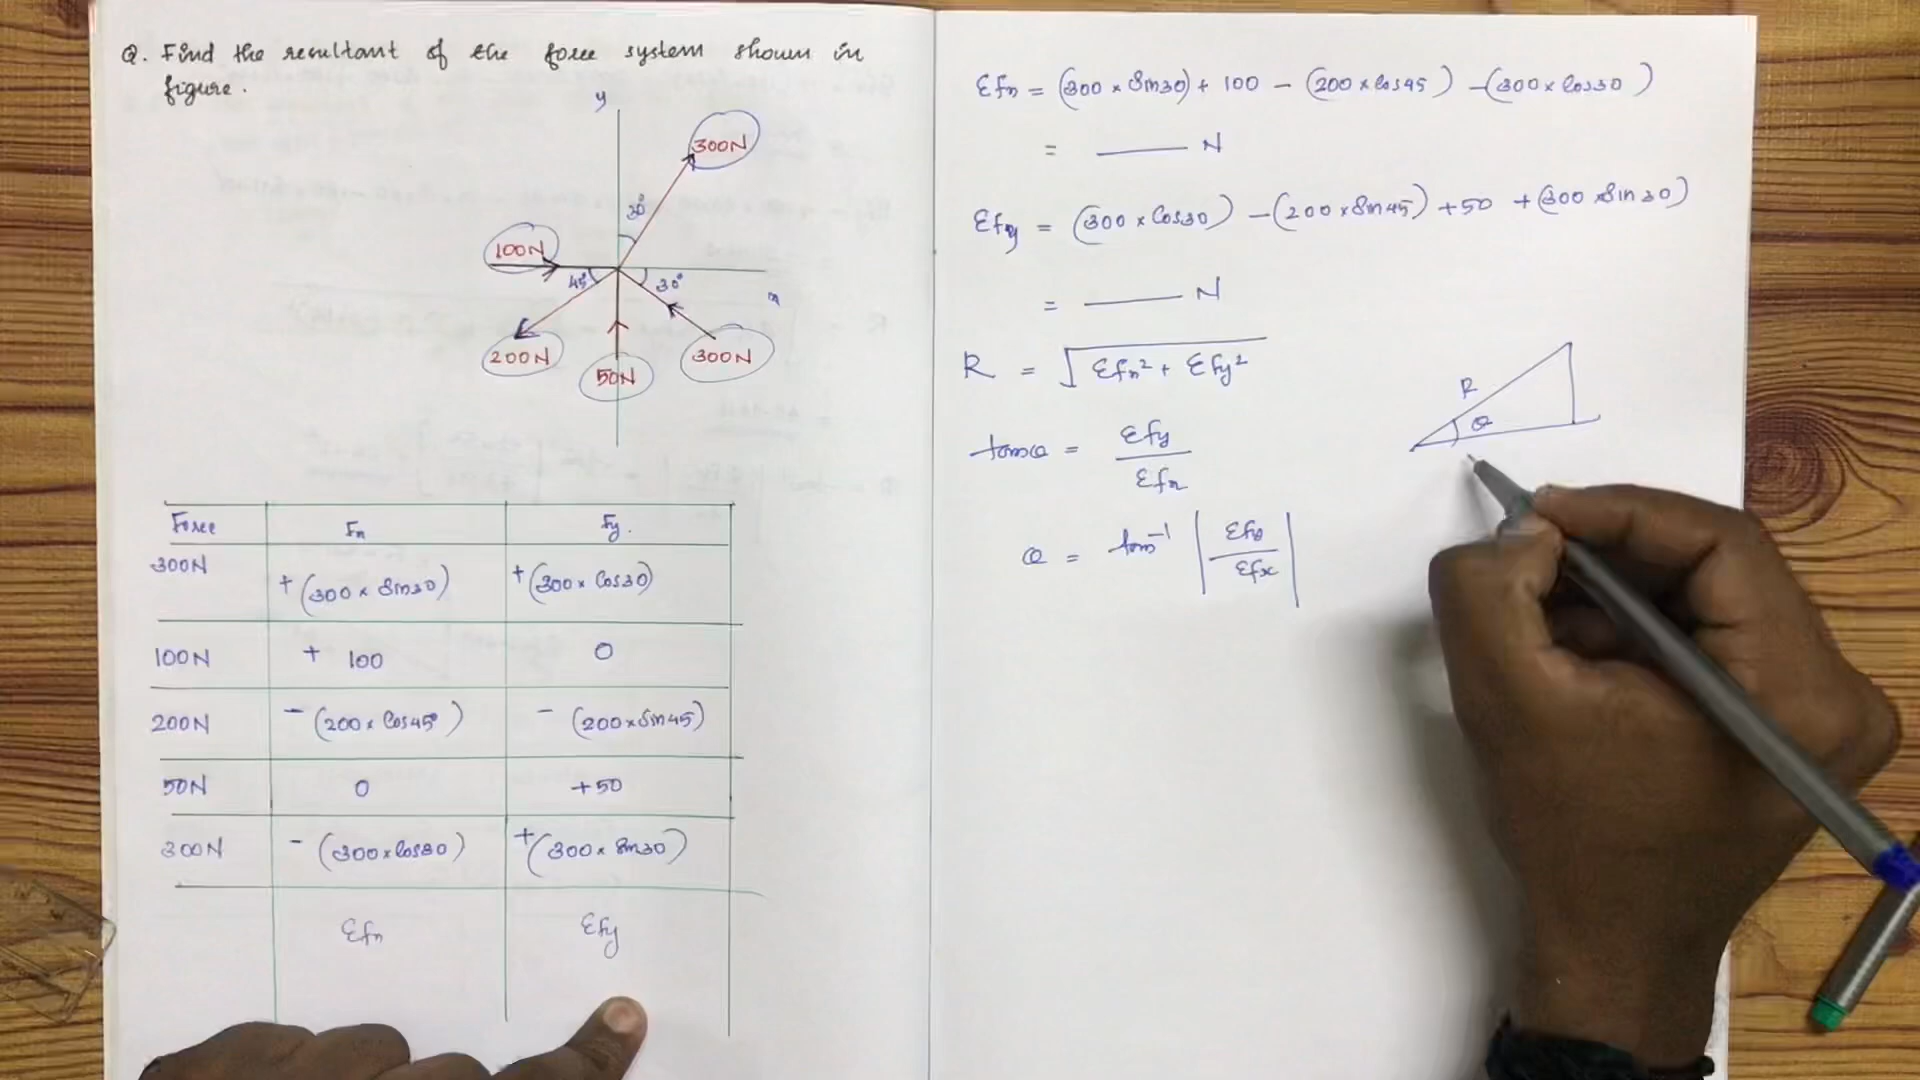 Q. Find the resultant of the force system shown in
figure.
y
300N
30°
100N
45°
30°
x
200N
50N
300N
Force Fx Fy.
300N +(300 × Sin30) +(300 × Cos30)
100N + 100 0
200N - (200 × Cos45°) - (200 × Sin45)
50N 0 +50
300N - (300 × Cos30) +(300 × Sin30)
Σfx Σfy
Σfx = (300 × Sin30) + 100 - (200 × Cos45) - (300 × Cos30)
= ____ N
Σfy = (300 × Cos30) - (200 × Sin45) + 50 + (300 × Sin30)
= ____ N
R = √Σfx² + Σfy²
tanθ = Σfy / Σfx
θ = tan⁻¹ | Σfy / Σfx |
R
θ